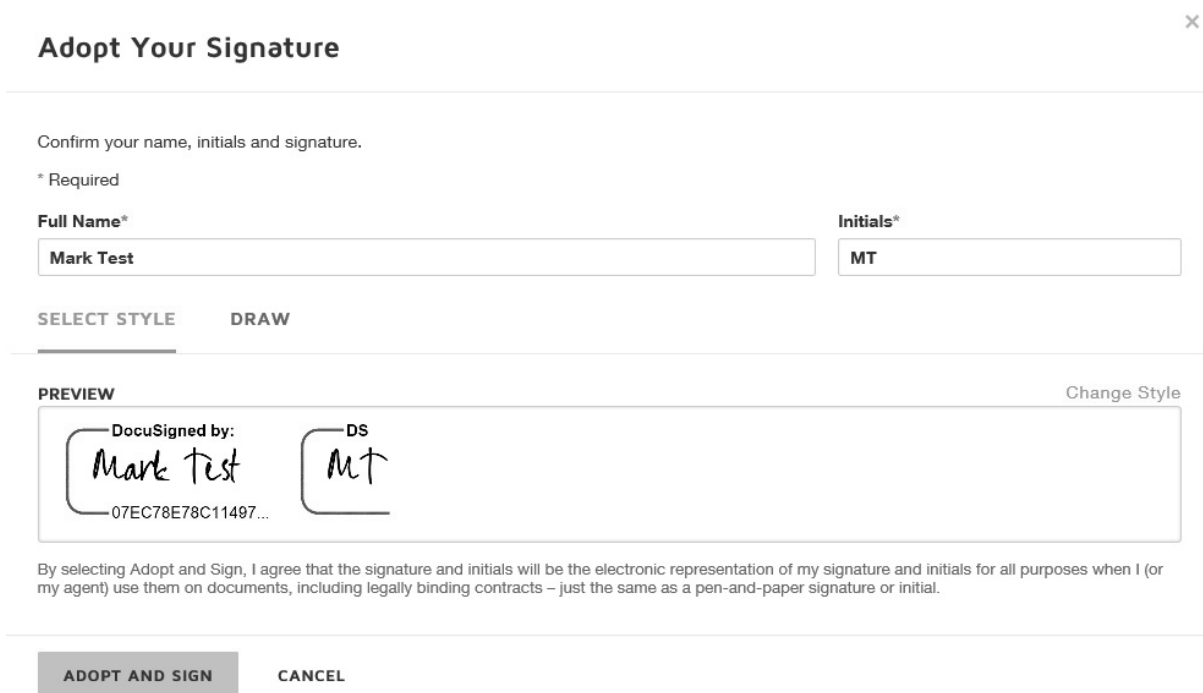 ×
Adopt Your Signature
Confirm your name, initials and signature.
* Required
Full Name* Initials*
Mark Test MT
SELECT STYLE DRAW
PREVIEW Change Style
DocuSigned by: DS
Mark Test MT
07EC78E78C11497...
By selecting Adopt and Sign, I agree that the signature and initials will be the electronic representation of my signature and initials for all purposes when I (or
my agent) use them on documents, including legally binding contracts – just the same as a pen-and-paper signature or initial.
ADOPT AND SIGN CANCEL